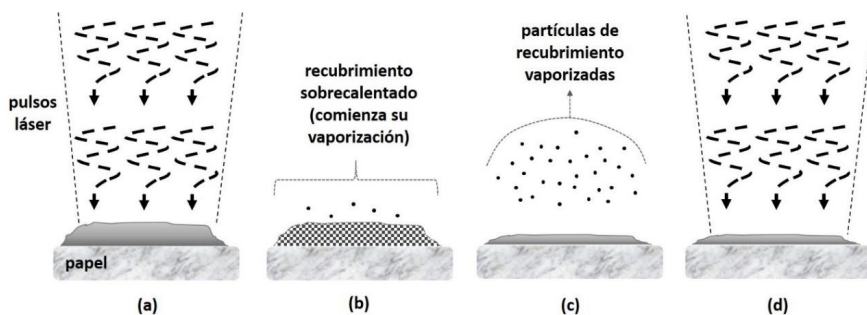 pulsos
láser
papel
(a)
recubrimiento
sobrecalentado
(comienza su
vaporización)
(b)
partículas de
recubrimiento
vaporizadas
(c)
(d)